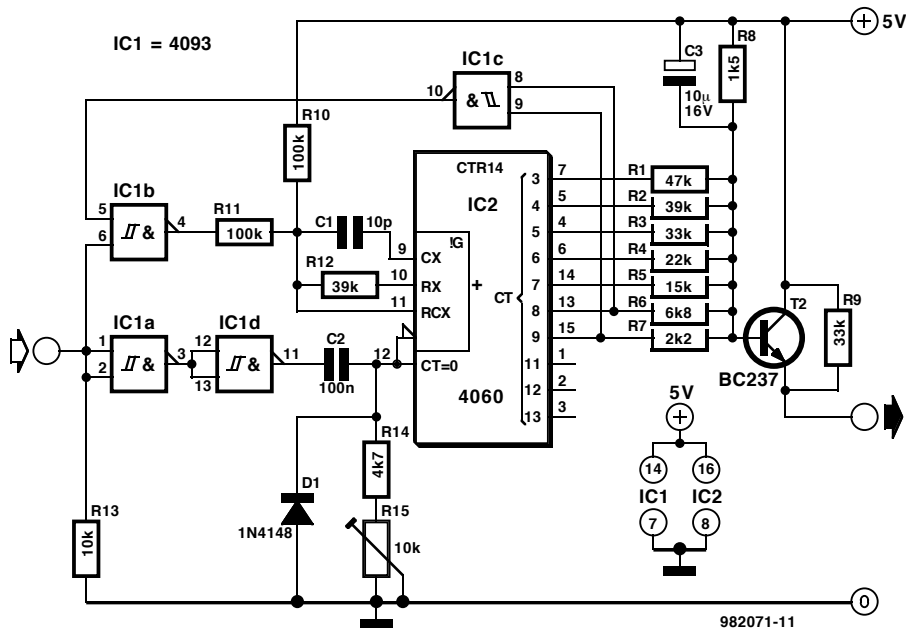 5V
IC1 = 4093
C3
R8
1k5
IC1c
8
10
& 
9
10µ
16V
R10
100k
CTR14
7
R1
3
47k
IC1b
IC2
5
R2
4
39k
5
4
R11
C1
10p
4
R3
5
33k
&
100k
!G
6
9
CX
6
R4
6
22k
R12
10
RX
+
14
R5
7
15k
39k
CT
T2
R9
11
RCX
13
R6
8
6k8
33k
IC1a
IC1d
15
R7
9
2k2
1
12
C2
&
3
&
11
12
1
11
2
13
100n
CT=0
BC237
2
12
4060
5V
3
13
R14
4k7
14
16
D1
IC1
IC2
R13
R15
1N4148
10k
7
8
10k
0
982071-11